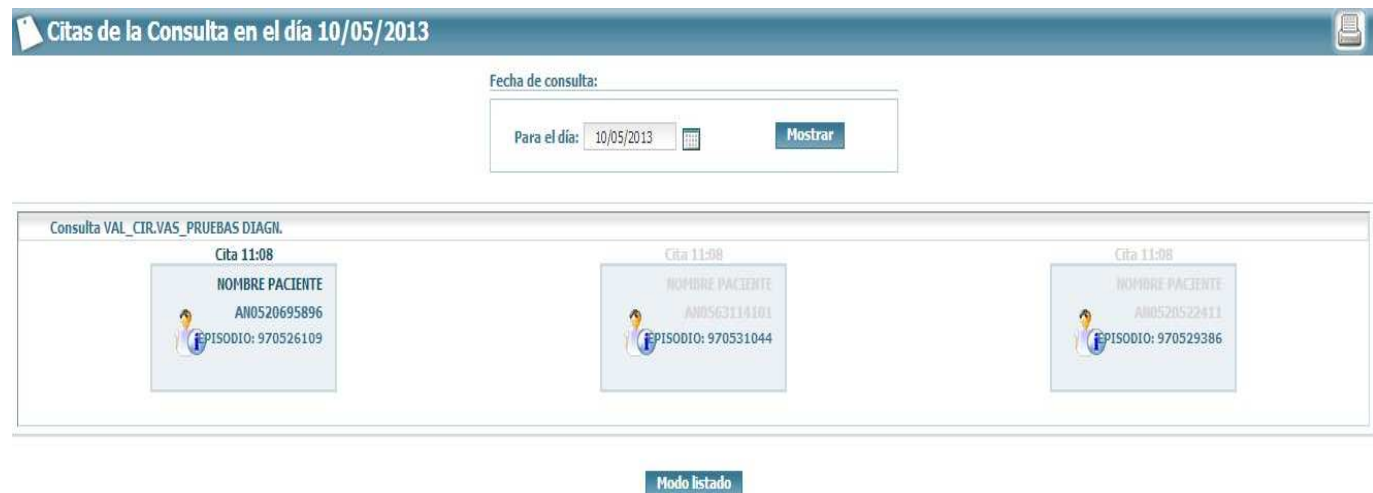 Citas de la Consulta en el día 10/05/2013
Fecha de consulta:
Para el día: 10/05/2013 Mostrar
Consulta VAL_CIR.VAS_PRUEBAS DIAGN.
Cita 11:08
NOMBRE PACIENTE
AN0520695896
EPISODIO: 970526109
Cita 11:08
NOMBRE PACIENTE
AN0563114101
EPISODIO: 970531044
Cita 11:08
NOMBRE PACIENTE
AN0520522411
EPISODIO: 970529386
Modo listado